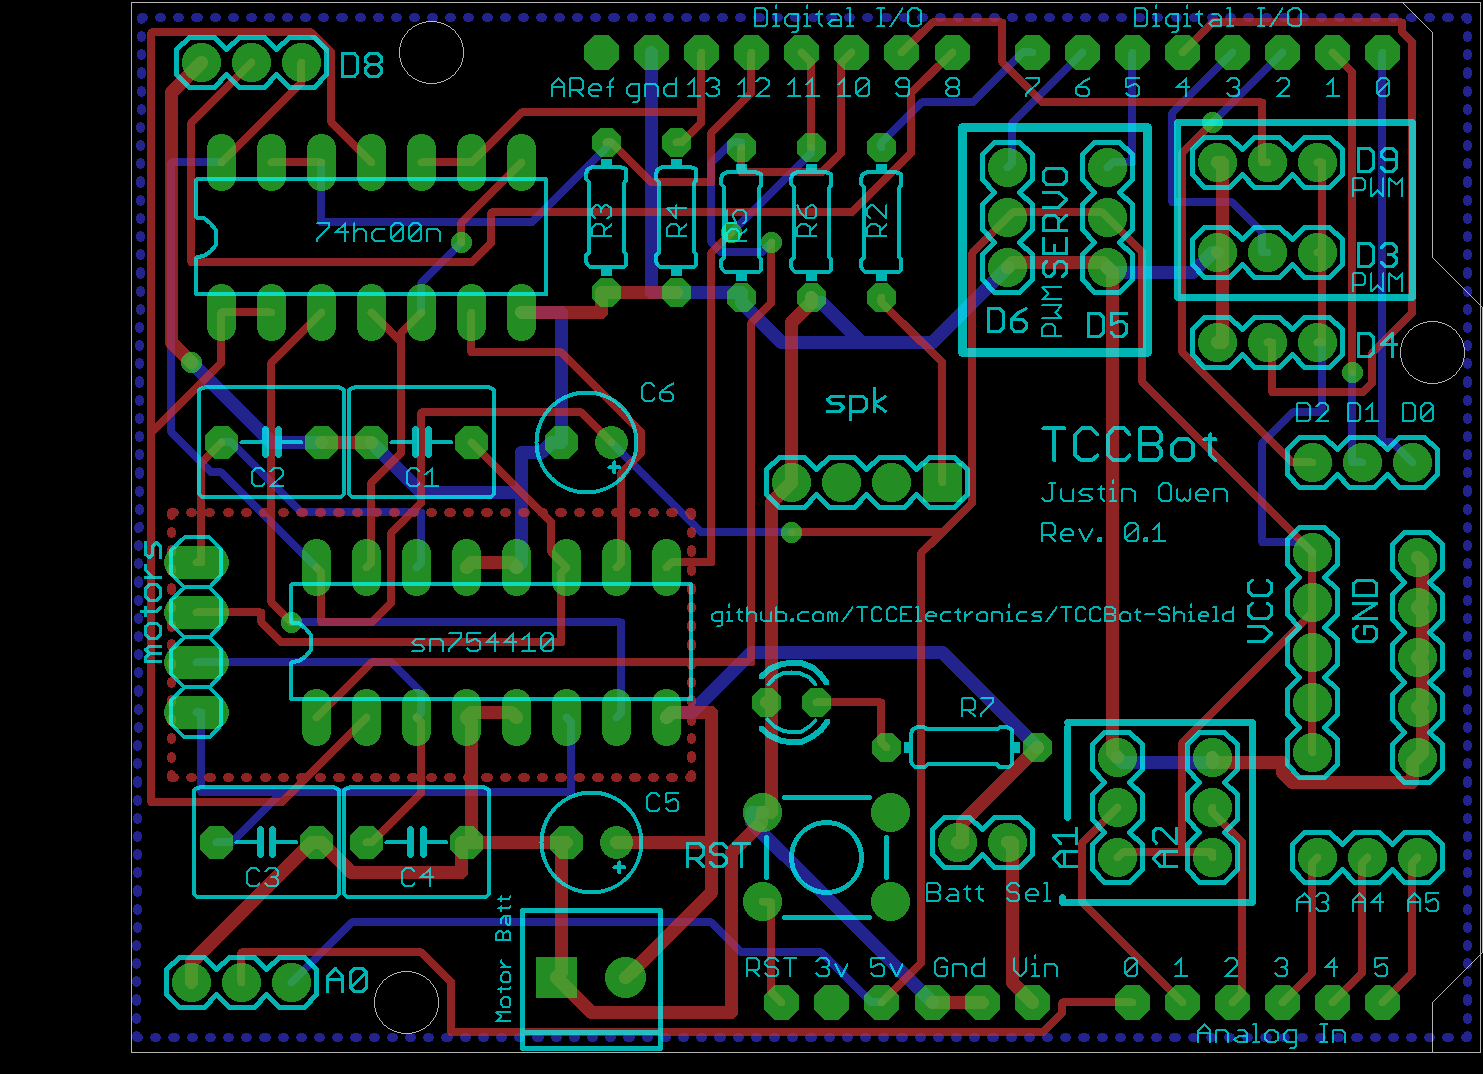 Digital I/O
Digital I/O
D8
ARef gnd 13 12 11 10 9 8
7 6 5 4 3 2 1 0
D9
PWM
74hc00n
R3
R4
R5
R6
R2
SERVO
PWM
D3
PWM
D6
D5
D4
C6
spk
D2 D1 D0
TCCBot
C2
C1
Justin Owen
Rev. 0.1
motors
github.com/TCCElectronics/TCCBot-Shield
VCC
GND
sn754410
R7
C5
RST
A1
A2
C3
C4
Batt Sel.
A3 A4 A5
Motor Batt
A0
RST 3v 5v Gnd Vin
0 1 2 3 4 5
Analog In